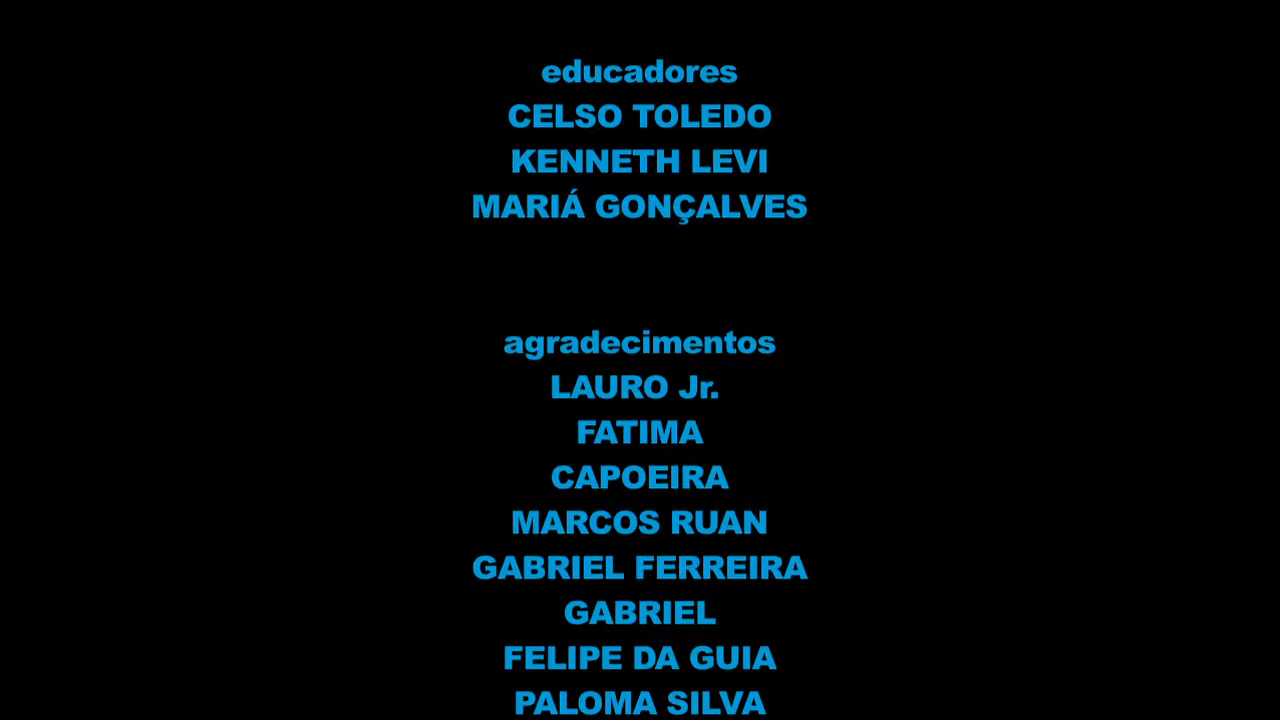 educadores
CELSO TOLEDO
KENNETH LEVI
MARIÁ GONÇALVES
agradecimentos
LAURO Jr.
FATIMA
CAPOEIRA
MARCOS RUAN
GABRIEL FERREIRA
GABRIEL
FELIPE DA GUIA
PALOMA SILVA